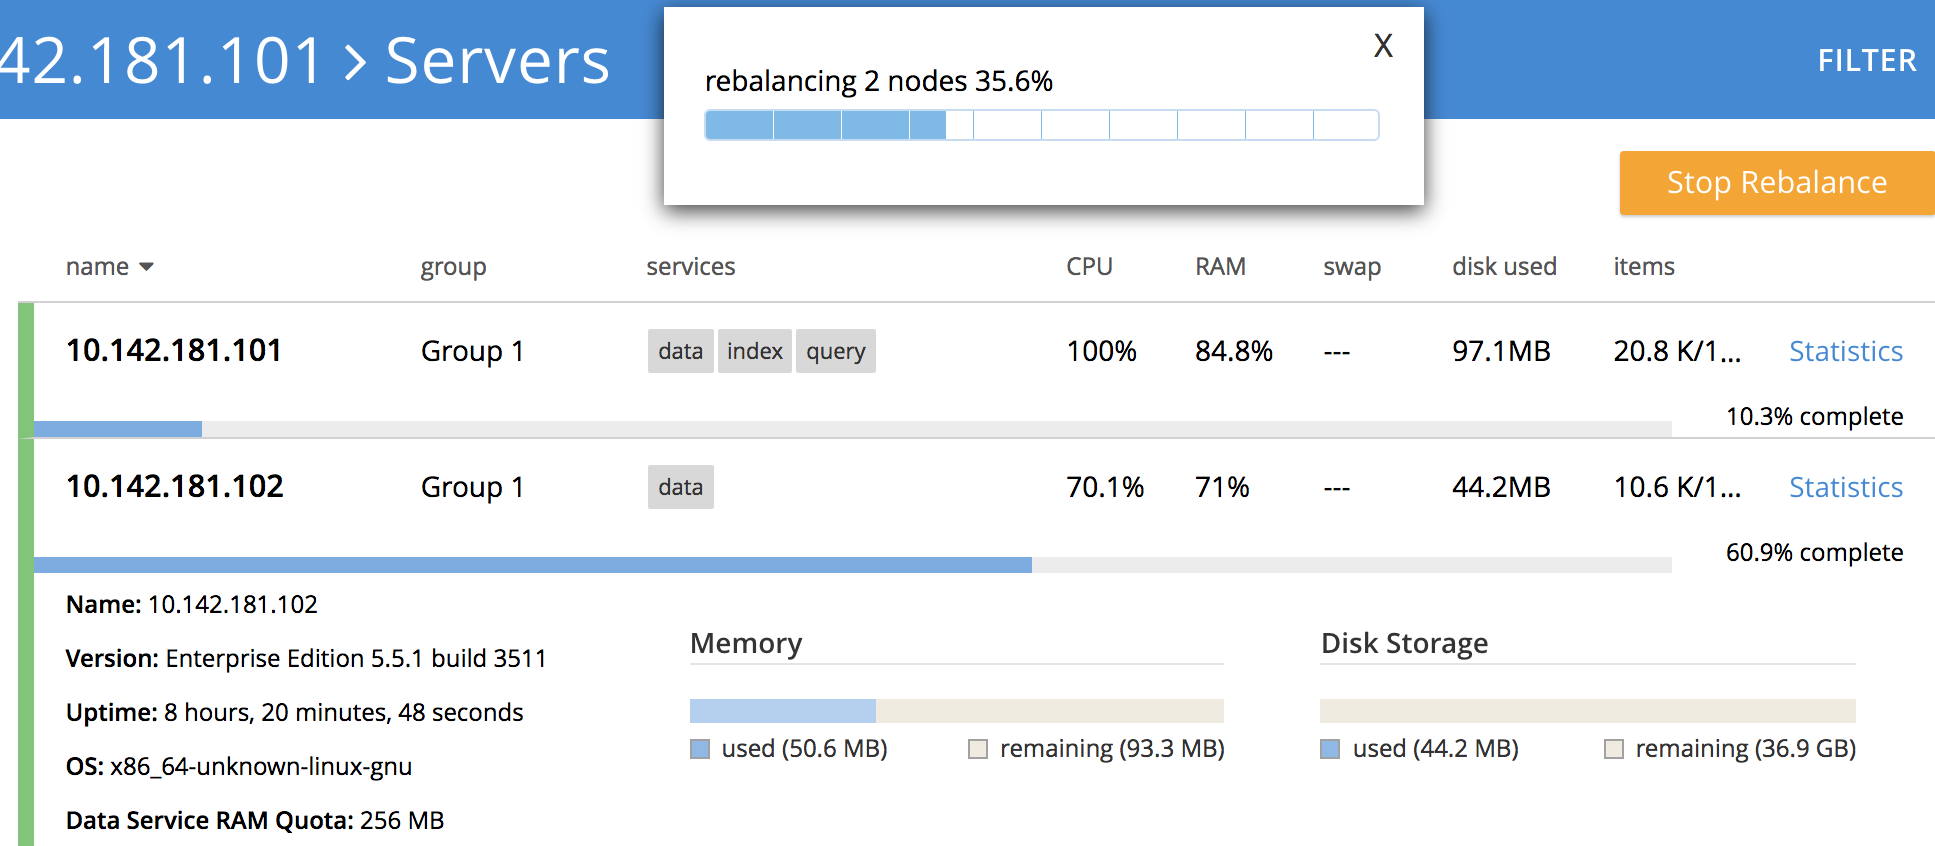 42.181.101 > Servers
FILTER
X
rebalancing 2 nodes 35.6%
Stop Rebalance
name group services CPU RAM swap disk used items
10.142.181.101 Group 1 data index query 100% 84.8% --- 97.1MB 20.8 K/1... Statistics
10.3% complete
10.142.181.102 Group 1 data 70.1% 71% --- 44.2MB 10.6 K/1... Statistics
60.9% complete
Name: 10.142.181.102
Version: Enterprise Edition 5.5.1 build 3511
Uptime: 8 hours, 20 minutes, 48 seconds
OS: x86_64-unknown-linux-gnu
Data Service RAM Quota: 256 MB
Memory
used (50.6 MB) remaining (93.3 MB)
Disk Storage
used (44.2 MB) remaining (36.9 GB)